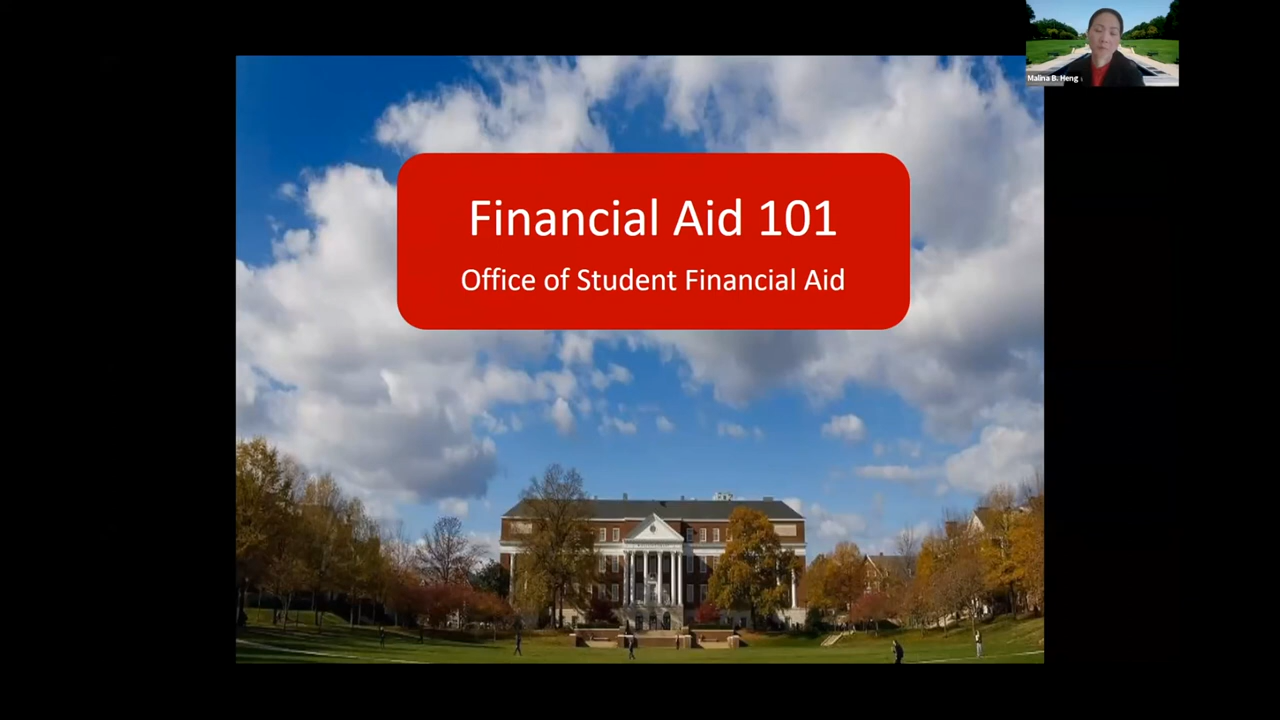 Malina B. Heng
Financial Aid 101
Office of Student Financial Aid